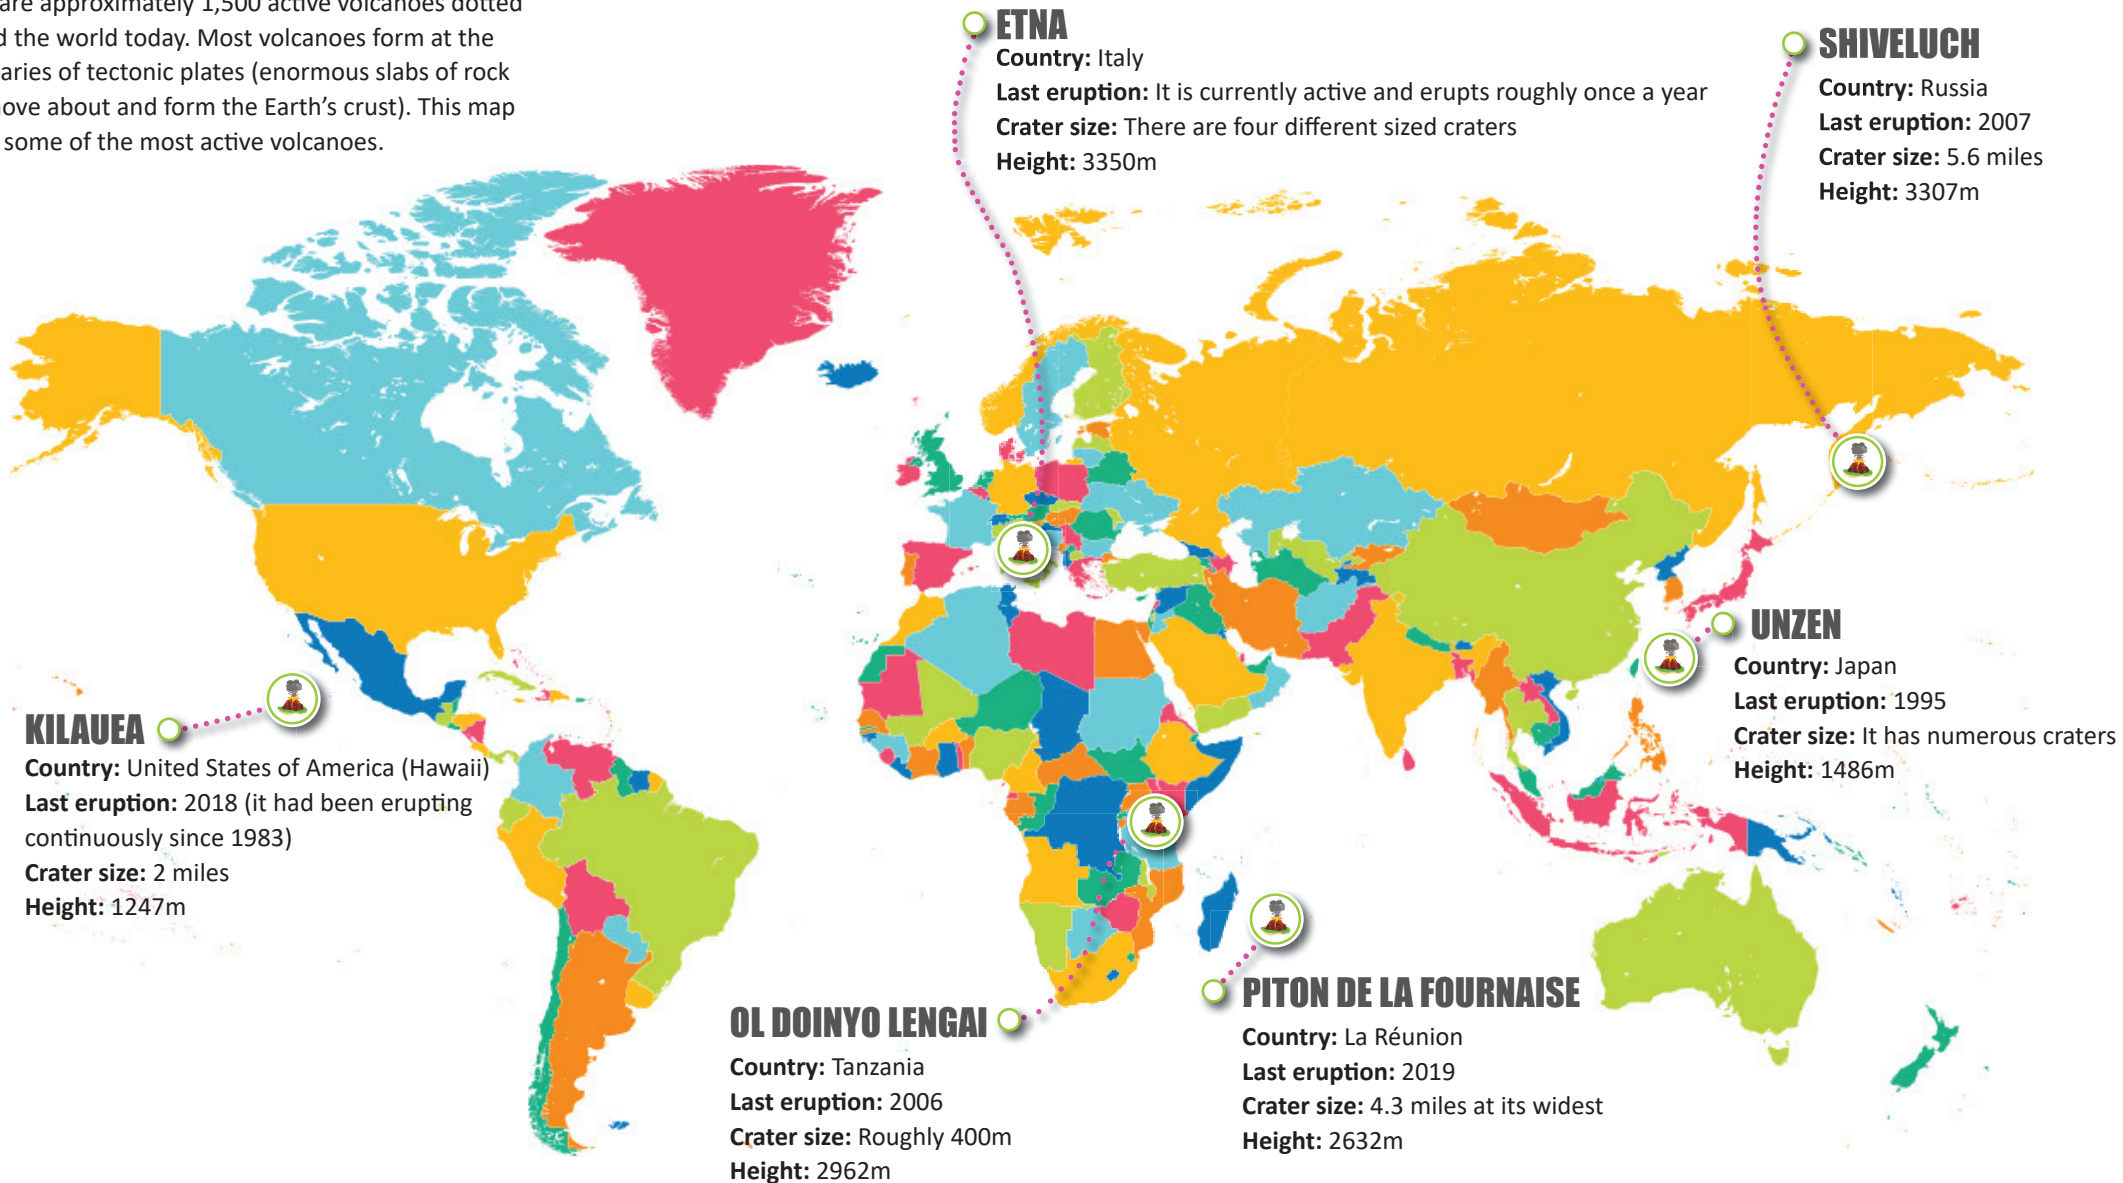 are approximately 1,500 active volcanoes dotted
the world today. Most volcanoes form at the
of tectonic plates (enormous slabs of rock
about and form the Earth's crust). This map
some of the most active volcanoes.
ETNA
Country: Italy
Last eruption: It is currently active and erupts roughly once a year
Crater size: There are four different sized craters
Height: 3350m
SHIVELUCH
Country: Russia
Last eruption: 2007
Crater size: 5.6 miles
Height: 3307m
UNZEN
Country: Japan
Last eruption: 1995
Crater size: It has numerous craters
Height: 1486m
KILAUEA
Country: United States of America (Hawaii)
Last eruption: 2018 (it had been erupting
continuously since 1983)
Crater size: 2 miles
Height: 1247m
OL DOINYO LENGAI
Country: Tanzania
Last eruption: 2006
Crater size: Roughly 400m
Height: 2962m
PITON DE LA FOURNAISE
Country: La Réunion
Last eruption: 2019
Crater size: 4.3 miles at its widest
Height: 2632m